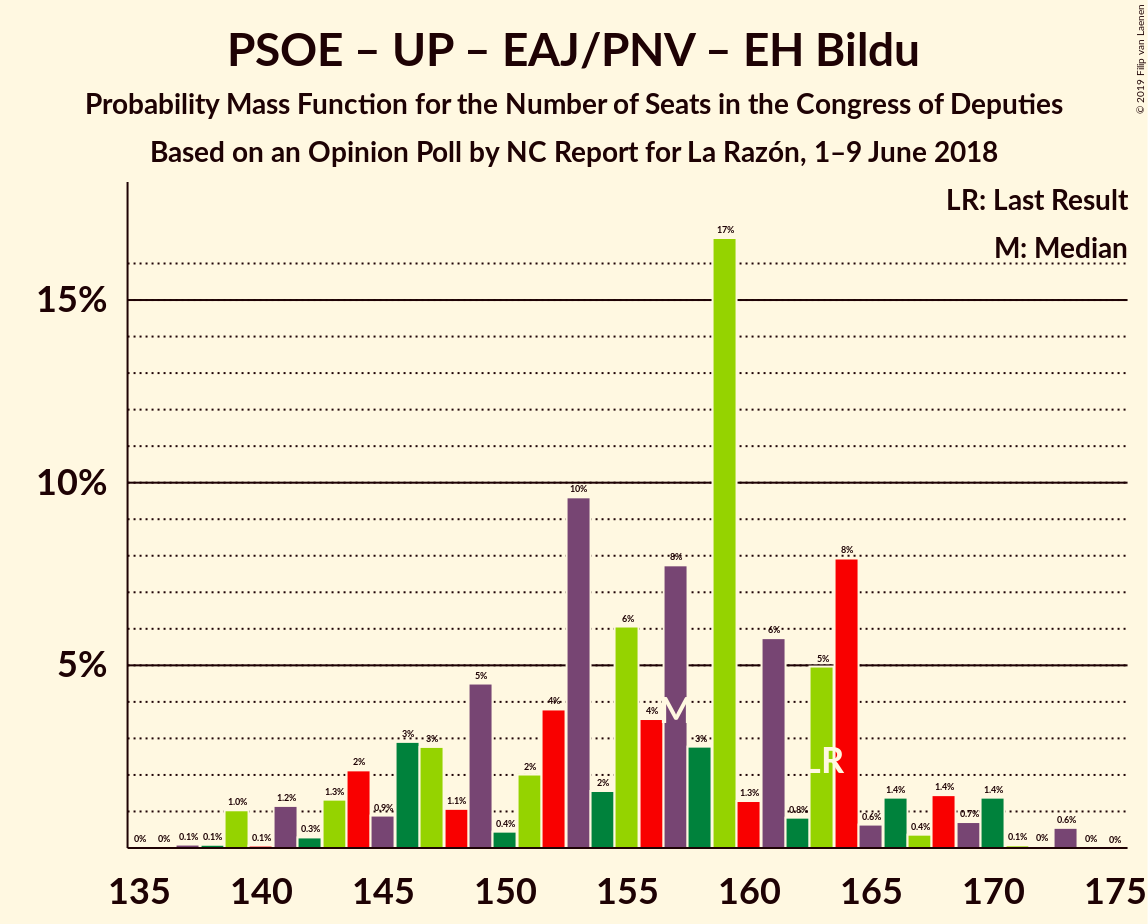 PSOE – UP – EAJ/PNV – EH Bildu
Probability Mass Function for the Number of Seats in the Congress of Deputies
Based on an Opinion Poll by NC Report for La Razón, 1–9 June 2018
© 2019 Filip van Laenen
LR: Last Result
M: Median
15%
10%
5%
0% 0% 0.1% 0.1% 1.0% 0.1% 1.2% 0.3% 1.3% 2% 0.9% 3% 3% 1.1% 5% 0.4% 2% 4% 10% 2% 6% 4% 8% 3% 17% 1.3% 6% 0.8% 5% 8% 0.6% 1.4% 0.4% 1.4% 0.7% 1.4% 0.1% 0% 0.6% 0% 0%
M
LR
135 140 145 150 155 160 165 170 175